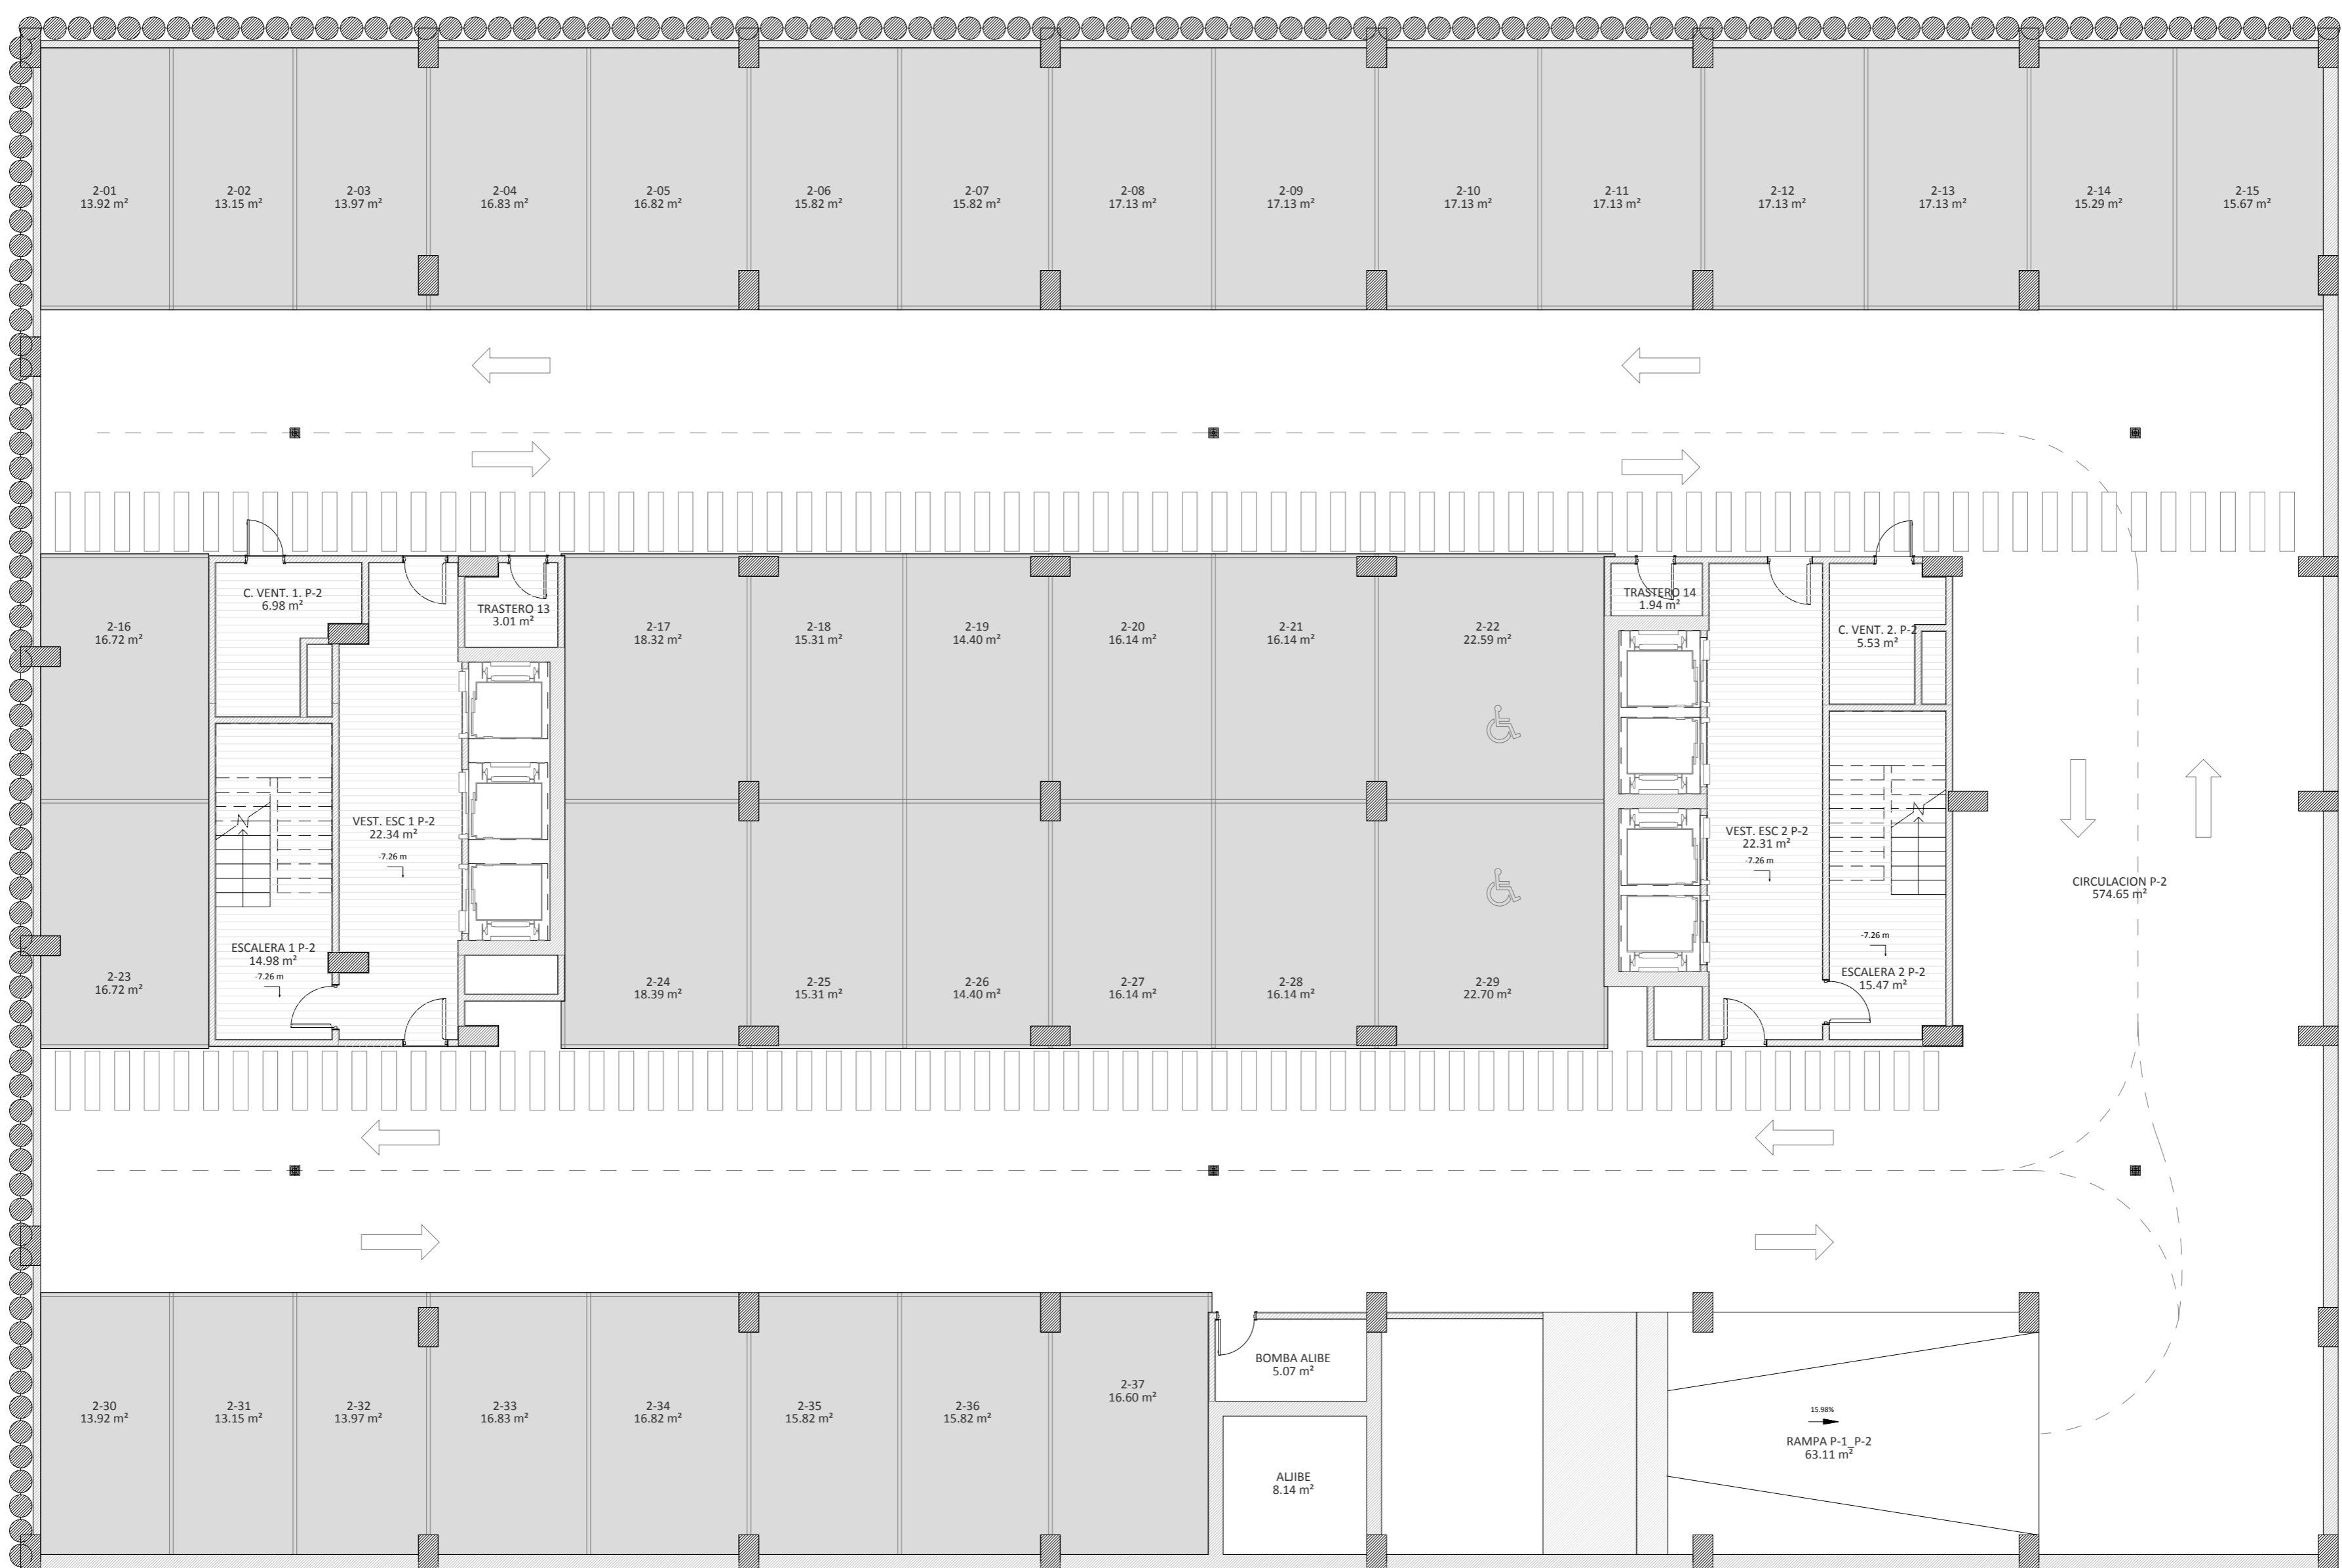 2-01
13.92 m²
2-02
13.15 m²
2-03
13.97 m²
2-04
16.83 m²
2-05
16.82 m²
2-06
15.82 m²
2-07
15.82 m²
2-08
17.13 m²
2-09
17.13 m²
2-10
17.13 m²
2-11
17.13 m²
2-12
17.13 m²
2-13
17.13 m²
2-14
15.29 m²
2-15
15.67 m²
2-16
16.72 m²
C. VENT. 1. P-2
6.98 m²
TRASTERO 13
3.01 m²
2-17
18.32 m²
2-18
15.31 m²
2-19
14.40 m²
2-20
16.14 m²
2-21
16.14 m²
2-22
22.59 m²
TRASTERO 14
1.94 m²
C. VENT. 2. P-2
5.53 m²
VEST. ESC 1 P-2
22.34 m²
-7.26 m
VEST. ESC 2 P-2
22.31 m²
-7.26 m
CIRCULACION P-2
574.65 m²
2-23
16.72 m²
ESCALERA 1 P-2
14.98 m²
-7.26 m
2-24
18.39 m²
2-25
15.31 m²
2-26
14.40 m²
2-27
16.14 m²
2-28
16.14 m²
2-29
22.70 m²
-7.26 m
ESCALERA 2 P-2
15.47 m²
2-30
13.92 m²
2-31
13.15 m²
2-32
13.97 m²
2-33
16.83 m²
2-34
16.82 m²
2-35
15.82 m²
2-36
15.82 m²
2-37
16.60 m²
BOMBA ALIBE
5.07 m²
ALJIBE
8.14 m²
15.98%
RAMPA P-1_P-2
63.11 m²